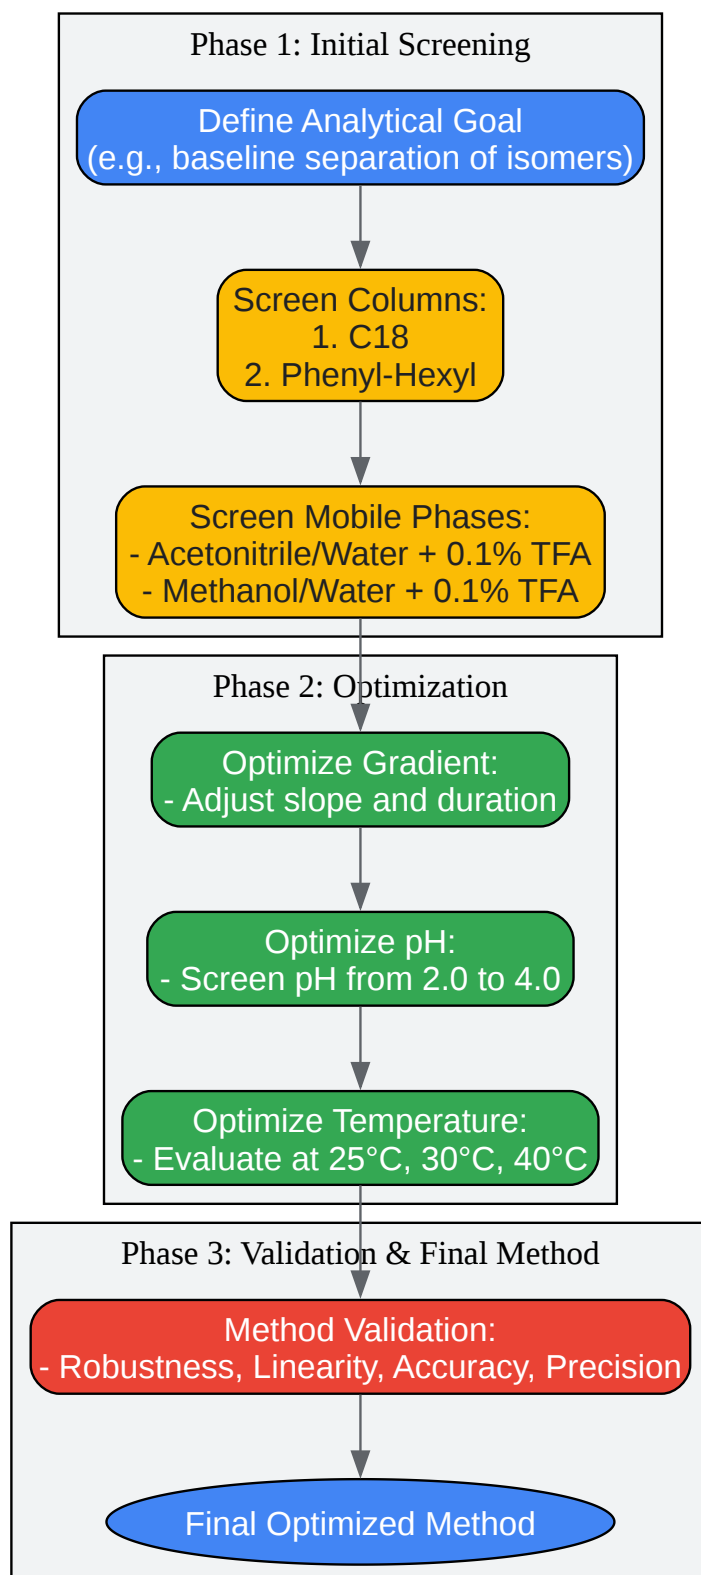 Phase 1: Initial Screening
Define Analytical Goal
(e.g., baseline separation of isomers)
Screen Columns:
1. C18
2. Phenyl-Hexyl
Screen Mobile Phases:
- Acetonitrile/Water + 0.1% TFA
- Methanol/Water + 0.1% TFA
Phase 2: Optimization
Optimize Gradient:
- Adjust slope and duration
Optimize pH:
- Screen pH from 2.0 to 4.0
Optimize Temperature:
- Evaluate at 25°C, 30°C, 40°C
Phase 3: Validation & Final Method
Method Validation:
- Robustness, Linearity, Accuracy, Precision
Final Optimized Method